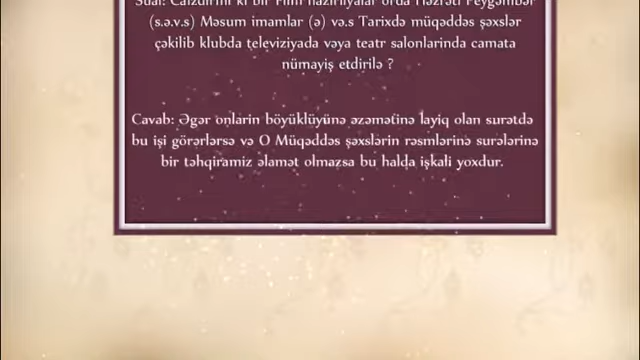 Sual: Caizdirmi ki bir Film hazirliyalar orda Həzrəti Peyğəmbər
(s.ə.v.s) Məsum imamlar (ə) və.s Tarixdə müqəddəs şəxslər
çəkilib klubda televiziyada vəya teatr salonlarinda camata
nümayiş etdirilə ?
Cavab: Əgər onlarin böyüklüyünə əzəmətinə layiq olan surətdə
bu işi görərlərsə və O Müqəddəs şəxslərin rəsmlərinə surələrinə
bir təhqiramiz əlamət olmazsa bu halda işkali yoxdur.